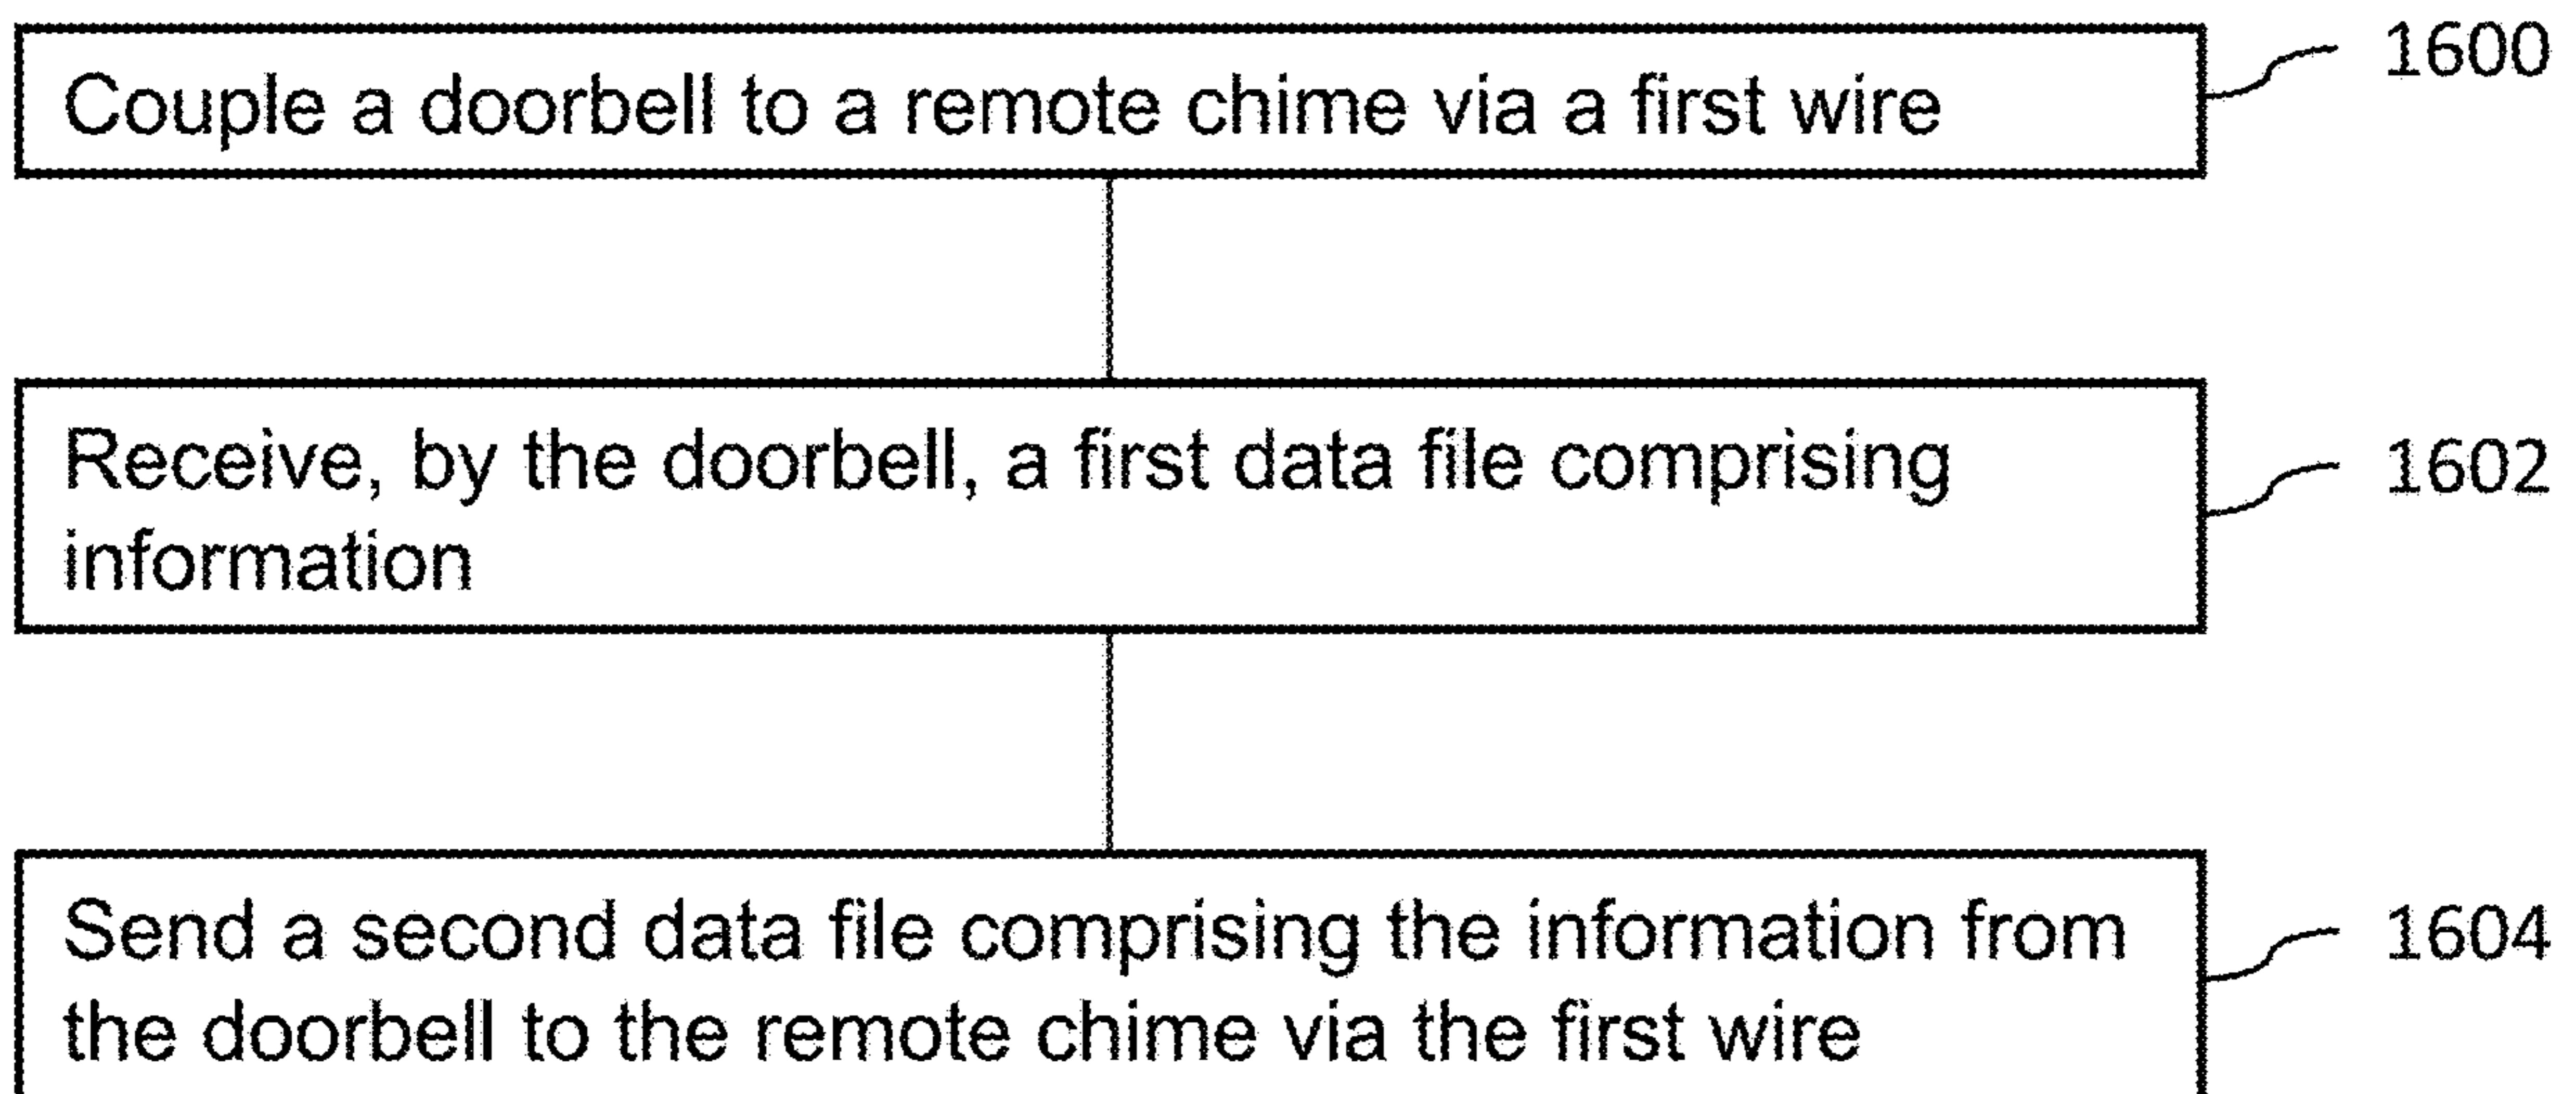 Couple a doorbell to a remote chime via a first wire
1600
Receive, by the doorbell, a first data file comprising
information
1602
Send a second data file comprising the information from
the doorbell to the remote chime via the first wire
1604